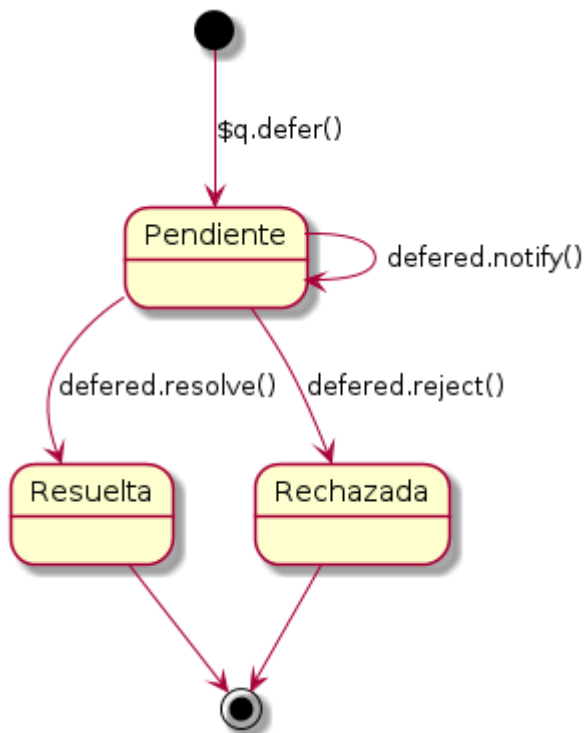 $q.defer()
Pendiente
defered.notify()
defered.resolve()
defered.reject()
Resuelta
Rechazada